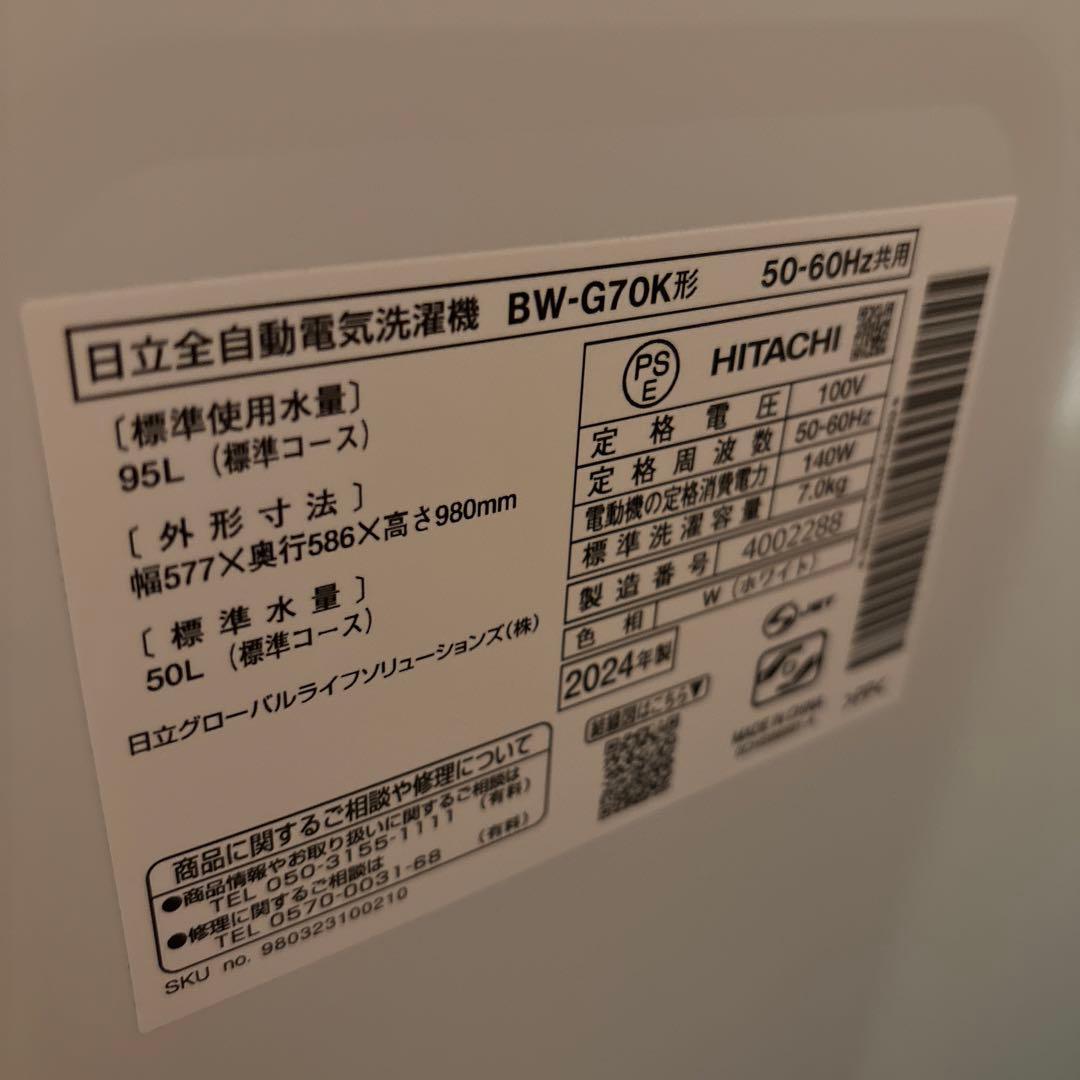 日立全自動電気洗濯機 BW-G70K形 50-60Hz共用
〔標準使用水量〕
95L (標準コース)
〔外形寸法〕
幅577×奥行586×高さ980mm
〔標準水量〕
50L (標準コース)
日立グローバルライフソリューションズ(株)
PS
E
HITACHI
定格電圧 100V
定格周波数 50-60Hz
電動機の定格消費電力 140W
標準洗濯容量 7.0kg
製造番号 4002288
色相 W (ホワイト)
2024年製
結線図はこちら▼
JET
MADE IN CHINA
商品に関するご相談や修理について
●商品情報やお取り扱いに関するご相談は
TEL 050-3155-1111 (有料)
●修理に関するご相談は
TEL 0570-0031-68 (有料)
SKU no. 980323100210